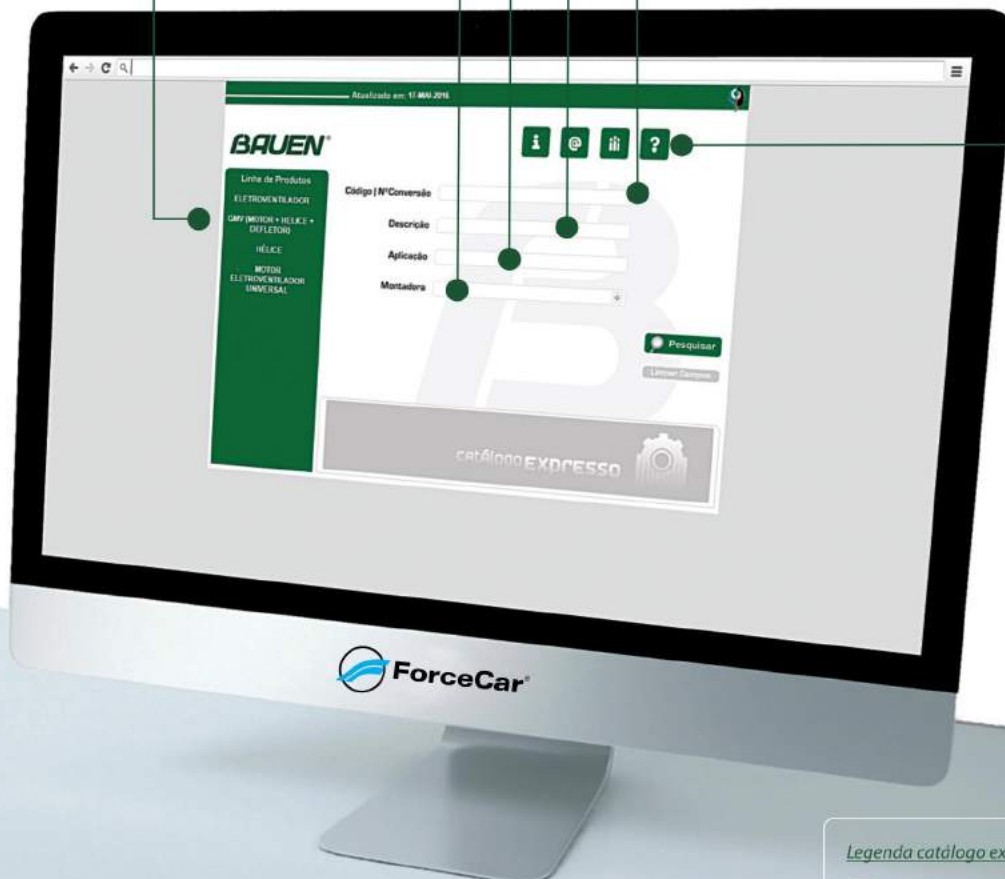 Atualizado em: 17-MAI-2016
BAUEN®
Linha de Produtos
ELETROVENTILADOR
GMV (MOTOR + HELICE +
DEFLETOR)
HÉLICE
MOTOR
ELETROVENTILADOR
UNIVERSAL
i @ ?
Código | NºConversão
Descrição
Aplicação
Montadora
Pesquisar
Limpar Campos
catálogo EXPRESSO
ForceCar®
Legenda catálogo ex